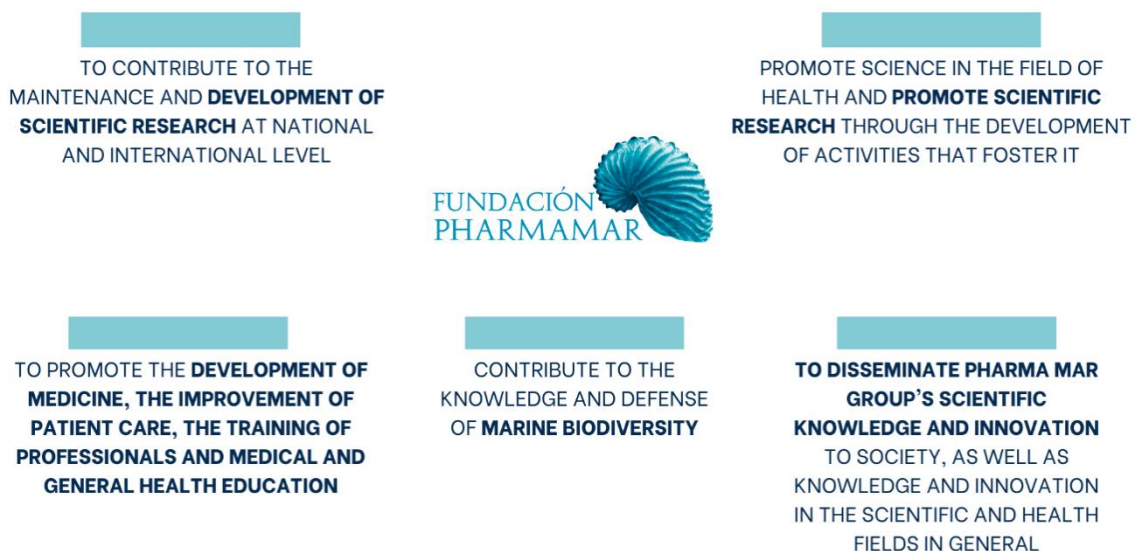 TO CONTRIBUTE TO THE
MAINTENANCE AND DEVELOPMENT OF
SCIENTIFIC RESEARCH AT NATIONAL
AND INTERNATIONAL LEVEL
PROMOTE SCIENCE IN THE FIELD OF
HEALTH AND PROMOTE SCIENTIFIC
RESEARCH THROUGH THE DEVELOPMENT
OF ACTIVITIES THAT FOSTER IT
FUNDACIÓN
PHARMAMAR
TO PROMOTE THE DEVELOPMENT OF
MEDICINE, THE IMPROVEMENT OF
PATIENT CARE, THE TRAINING OF
PROFESSIONALS AND MEDICAL AND
GENERAL HEALTH EDUCATION
CONTRIBUTE TO THE
KNOWLEDGE AND DEFENSE
OF MARINE BIODIVERSITY
TO DISSEMINATE PHARMA MAR
GROUP'S SCIENTIFIC
KNOWLEDGE AND INNOVATION
TO SOCIETY, AS WELL AS
KNOWLEDGE AND INNOVATION
IN THE SCIENTIFIC AND HEALTH
FIELDS IN GENERAL